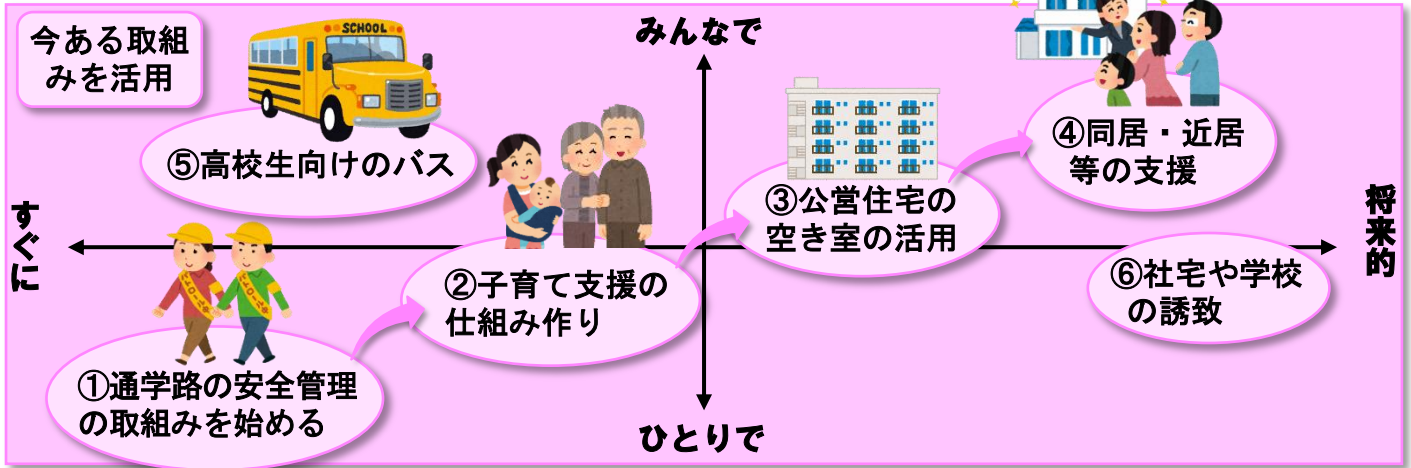 今ある取組
みを活用
SCHOOL
みんなで
⑤高校生向けのバス
④同居・近居
等の支援
③公営住宅の
空き室の活用
すぐに
将来的
②子育て支援の
仕組み作り
⑥社宅や学校
の誘致
①通学路の安全管理
の取組みを始める
ひとりで